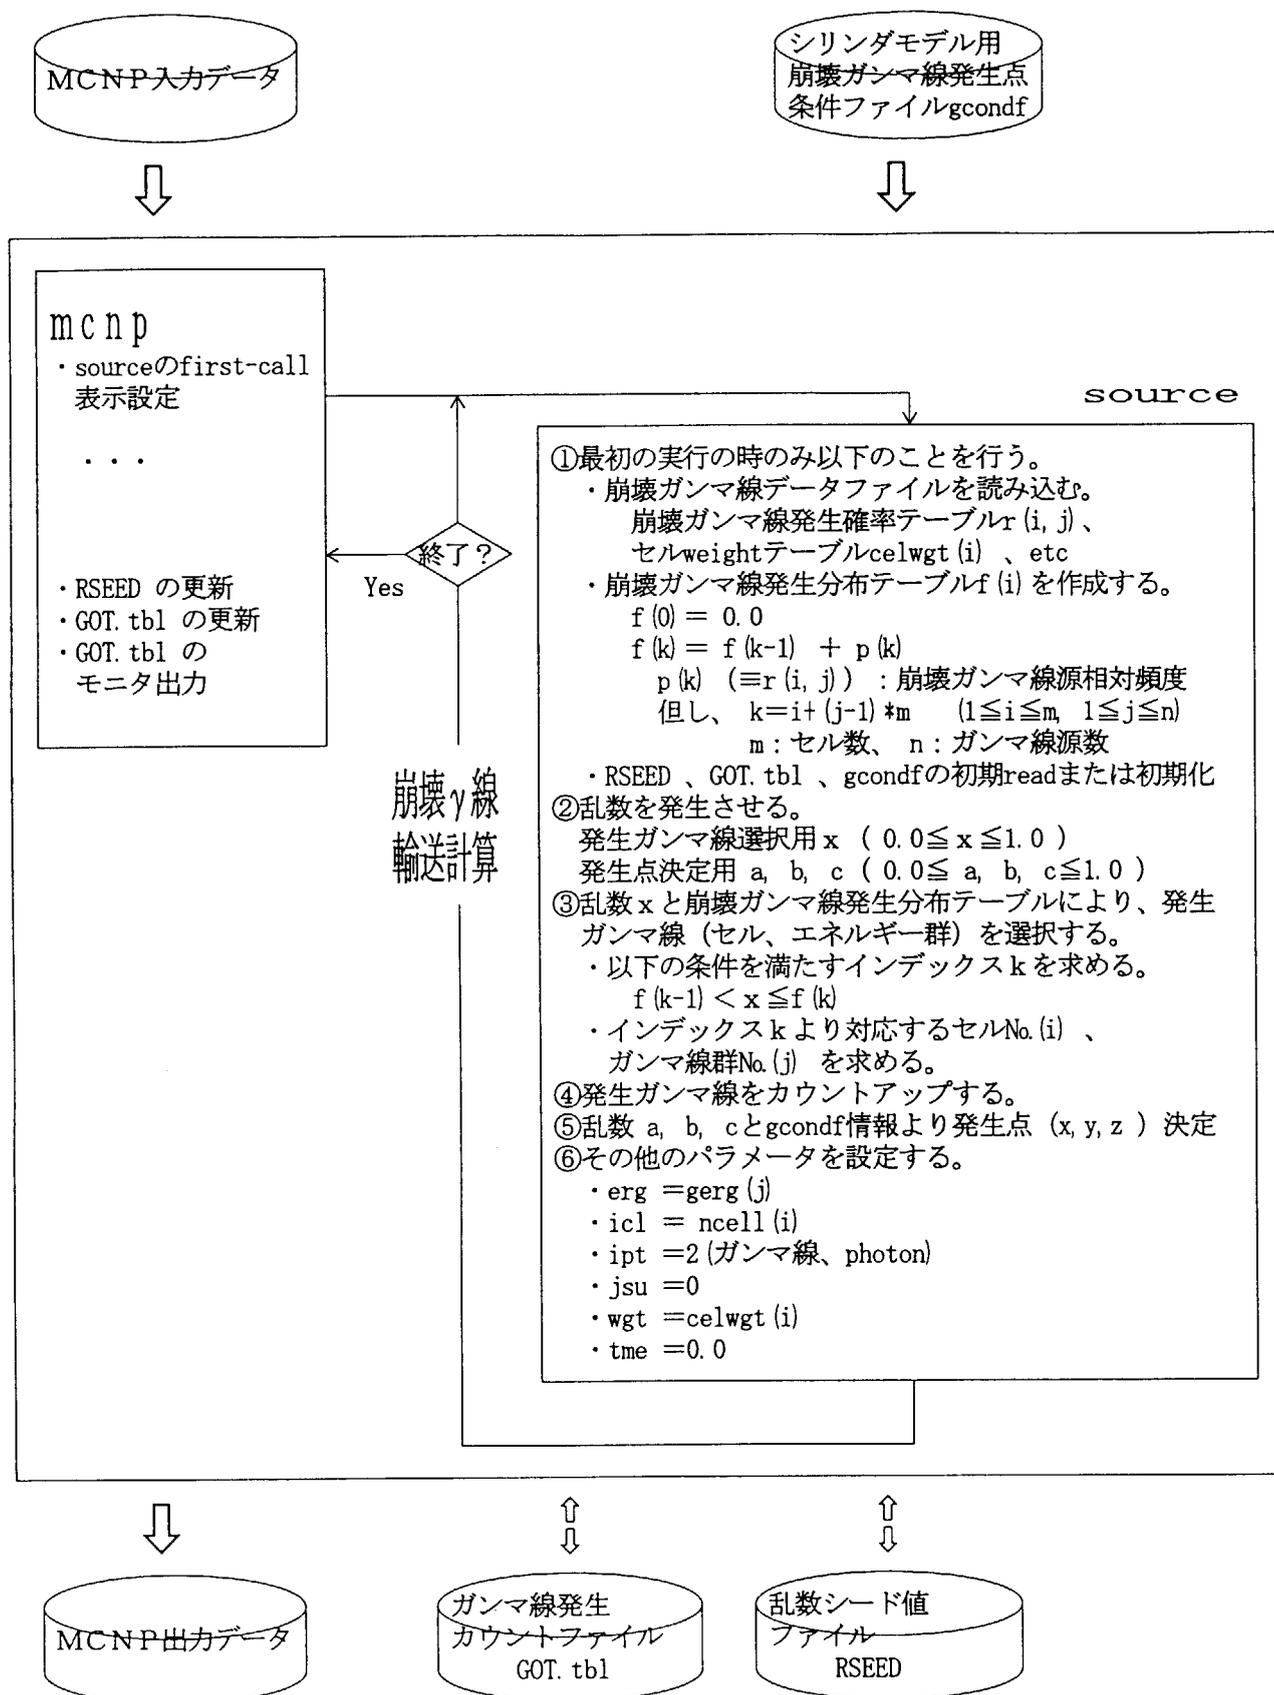 MCNP入力データ
シリンダモデル用
崩壊ガンマ線発生点
条件ファイルgcondf
mcnp
・sourceのfirst-call
表示設定
・・・
・RSEED の更新
・GOT.tbl の更新
・GOT.tbl の
モニタ出力
終了?
Yes
崩壊γ線
輸送計算
source
①最初の実行の時のみ以下のことを行う。
・崩壊ガンマ線データファイルを読み込む。
崩壊ガンマ線発生確率テーブルr(i,j)、
セルweightテーブルcelwgt(i)、etc
・崩壊ガンマ線発生分布テーブルf(i)を作成する。
f(0)= 0.0
f(k)= f(k-1) + p(k)
p(k) (≡r(i,j)):崩壊ガンマ線源相対頻度
但し、k=i+(j-1)*m (1≦i≦m, 1≦j≦n)
m:セル数、n:ガンマ線源数
・RSEED、GOT.tbl、gcondfの初期readまたは初期化
②乱数を発生させる。
発生ガンマ線選択用x ( 0.0≦x≦1.0 )
発生点決定用 a, b, c ( 0.0≦ a, b, c≦1.0 )
③乱数xと崩壊ガンマ線発生分布テーブルにより、発生
ガンマ線(セル、エネルギー群)を選択する。
・以下の条件を満たすインデックスkを求める。
f(k-1)<x≦f(k)
・インデックスkより対応するセルNo.(i)、
ガンマ線群No.(j) を求める。
④発生ガンマ線をカウントアップする。
⑤乱数 a, b, cとgcondf情報より発生点(x,y,z)決定
⑥その他のパラメータを設定する。
・erg =gerg(j)
・icl = ncell(i)
・ipt =2(ガンマ線、photon)
・jsu =0
・wgt =celwgt(i)
・tme =0.0
MCNP出力データ
ガンマ線発生
カウントファイル
GOT.tbl
乱数シード値
ファイル
RSEED